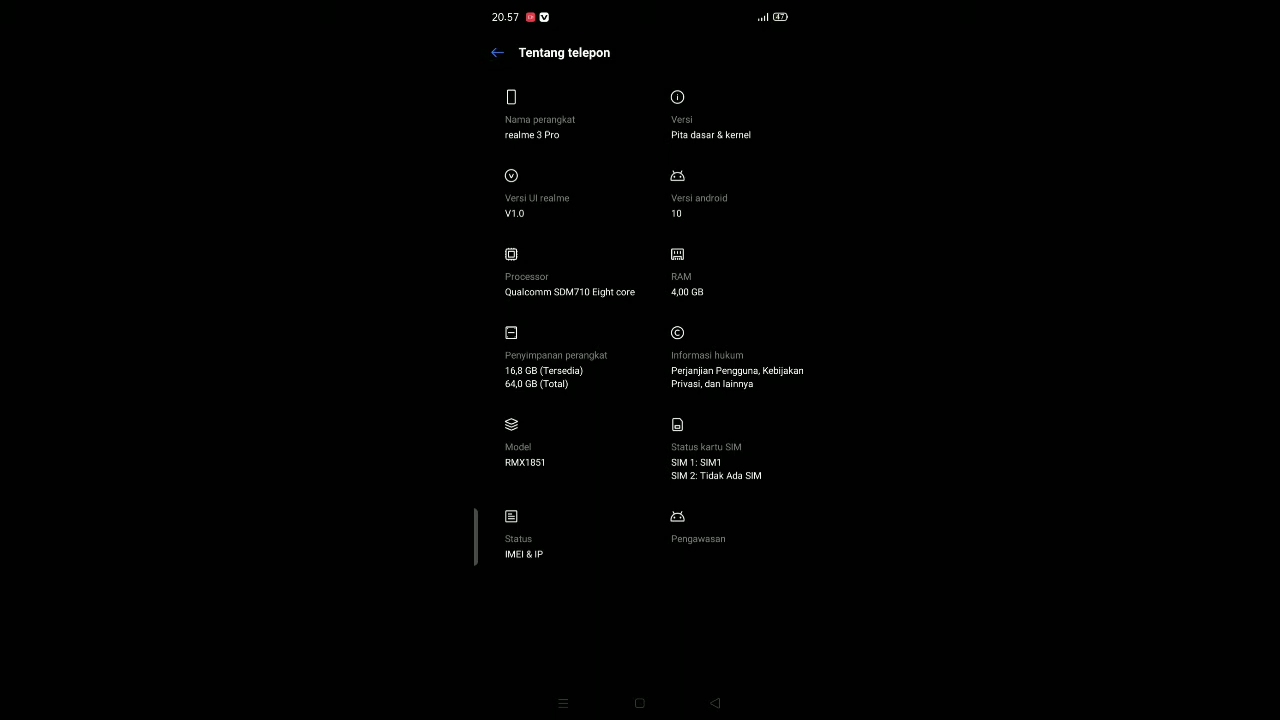 20.57
47
Tentang telepon
Nama perangkat
realme 3 Pro
Versi
Pita dasar & kernel
Versi UI realme
V1.0
Versi android
10
Processor
Qualcomm SDM710 Eight core
RAM
4,00 GB
Penyimpanan perangkat
16,8 GB (Tersedia)
64,0 GB (Total)
Informasi hukum
Perjanjian Pengguna, Kebijakan
Privasi, dan lainnya
Model
RMX1851
Status kartu SIM
SIM 1: SIM1
SIM 2: Tidak Ada SIM
Status
IMEI & IP
Pengawasan